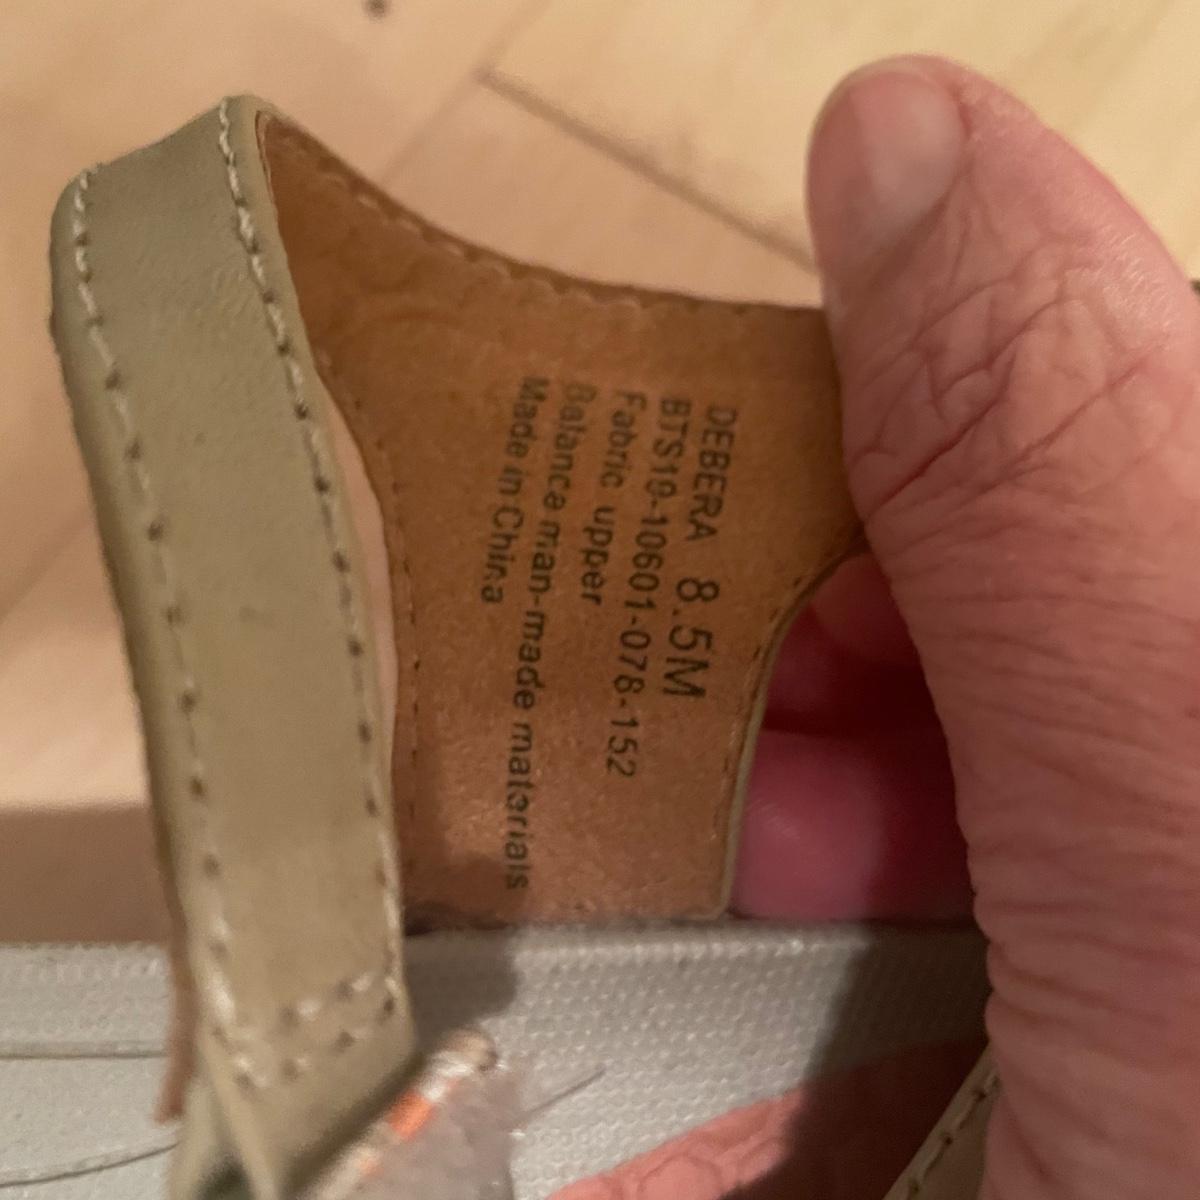 DEBERA 8.5M
BTS19-10601-078-152
Fabric upper
Balance man-made materials
Made in China